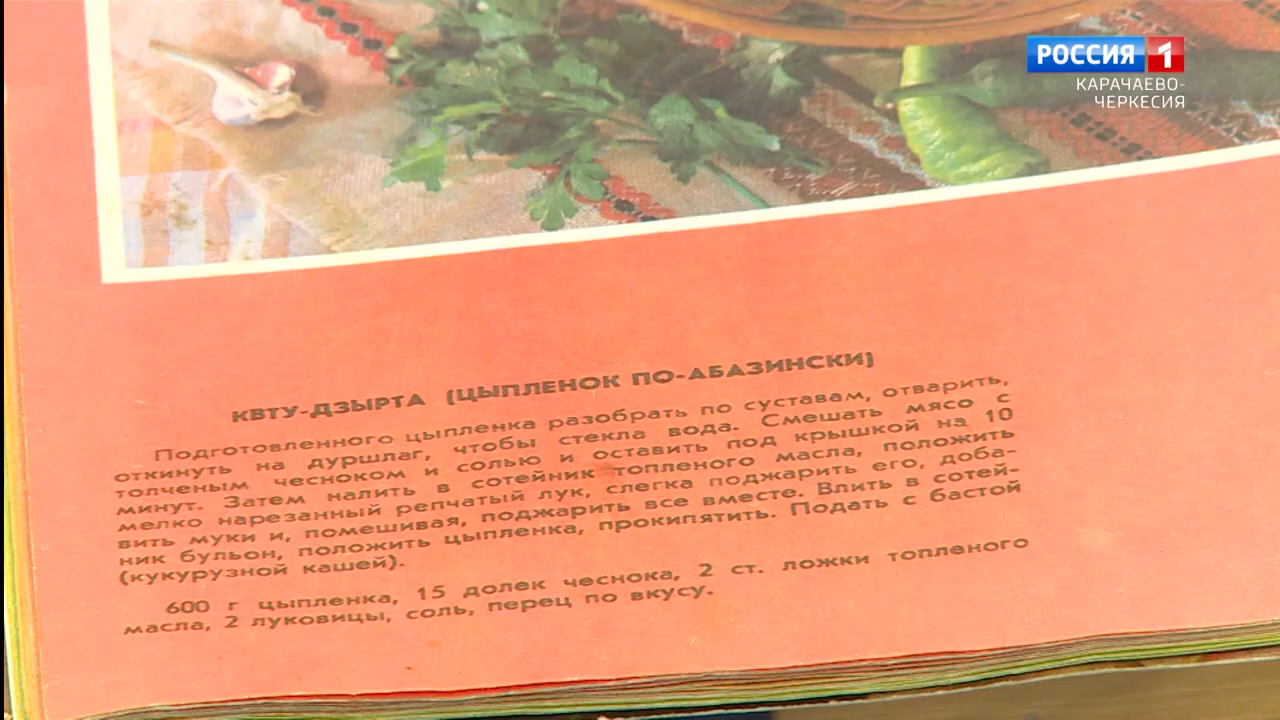 РОССИЯ 1
КАРАЧАЕВО-
ЧЕРКЕСИЯ
КВТУ-ДЗЫРТА (ЦЫПЛЕНОК ПО-АБАЗИНСКИ)
Подготовленного цыпленка разобрать по суставам, отварить,
откинуть на дуршлаг, чтобы стекла вода. Смешать мясо с
толченым чесноком и солью и оставить под крышкой на 10
минут. Затем налить в сотейник топленого масла, положить
мелко нарезанный репчатый лук, слегка поджарить его, доба-
вить муки и, помешивая, поджарить все вместе. Влить в сотей-
ник бульон, положить цыпленка, прокипятить. Подать с бастой
(кукурузной кашей).
600 г цыпленка, 15 долек чеснока, 2 ст. ложки топленого
масла, 2 луковицы, соль, перец по вкусу.